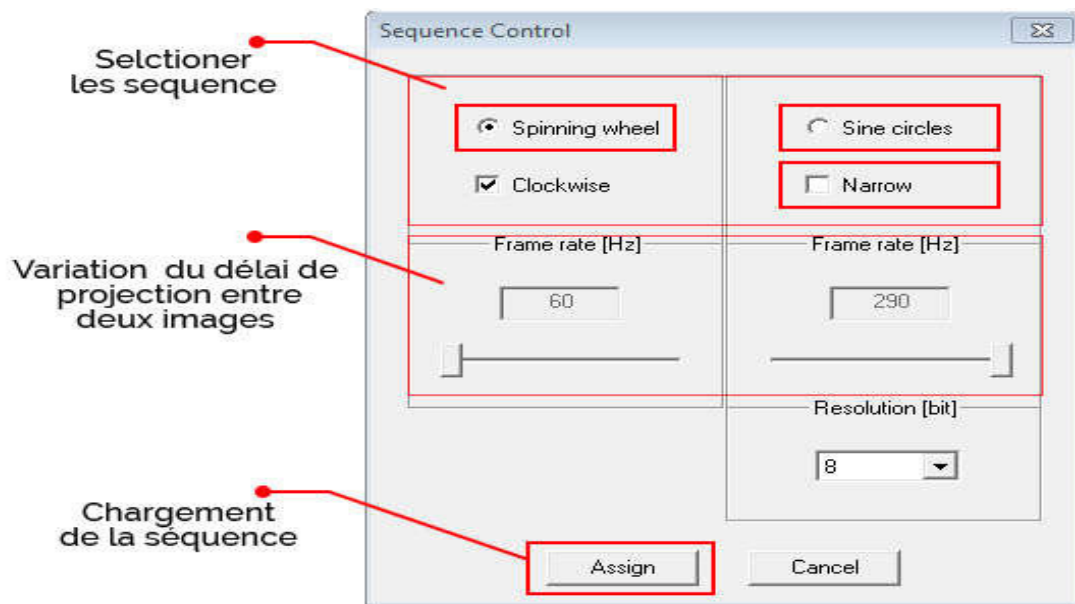 Sequence Control
Selctioner
les sequence
Spinning wheel
Sine circles
Clockwise
Narrow
Variation du délai de
projection entre
deux images
Frame rate [Hz]
Frame rate [Hz]
60
290
Resolution [bit]
8
Chargement
de la séquence
Assign
Cancel